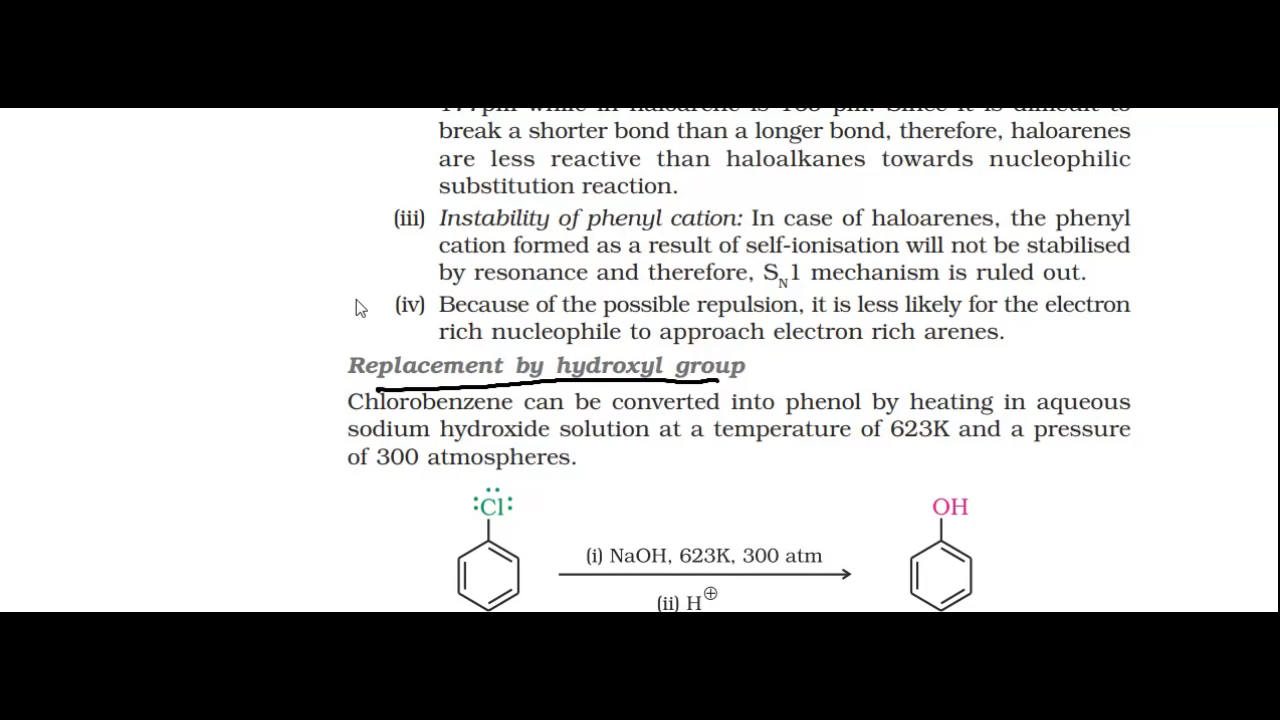 break a shorter bond than a longer bond, therefore, haloarenes
are less reactive than haloalkanes towards nucleophilic
substitution reaction.
(iii) Instability of phenyl cation: In case of haloarenes, the phenyl
cation formed as a result of self-ionisation will not be stabilised
by resonance and therefore, SN1 mechanism is ruled out.
(iv) Because of the possible repulsion, it is less likely for the electron
rich nucleophile to approach electron rich arenes.
Replacement by hydroxyl group
Chlorobenzene can be converted into phenol by heating in aqueous
sodium hydroxide solution at a temperature of 623K and a pressure
of 300 atmospheres.
Cl
OH
(i) NaOH, 623K, 300 atm
(ii) H⊕